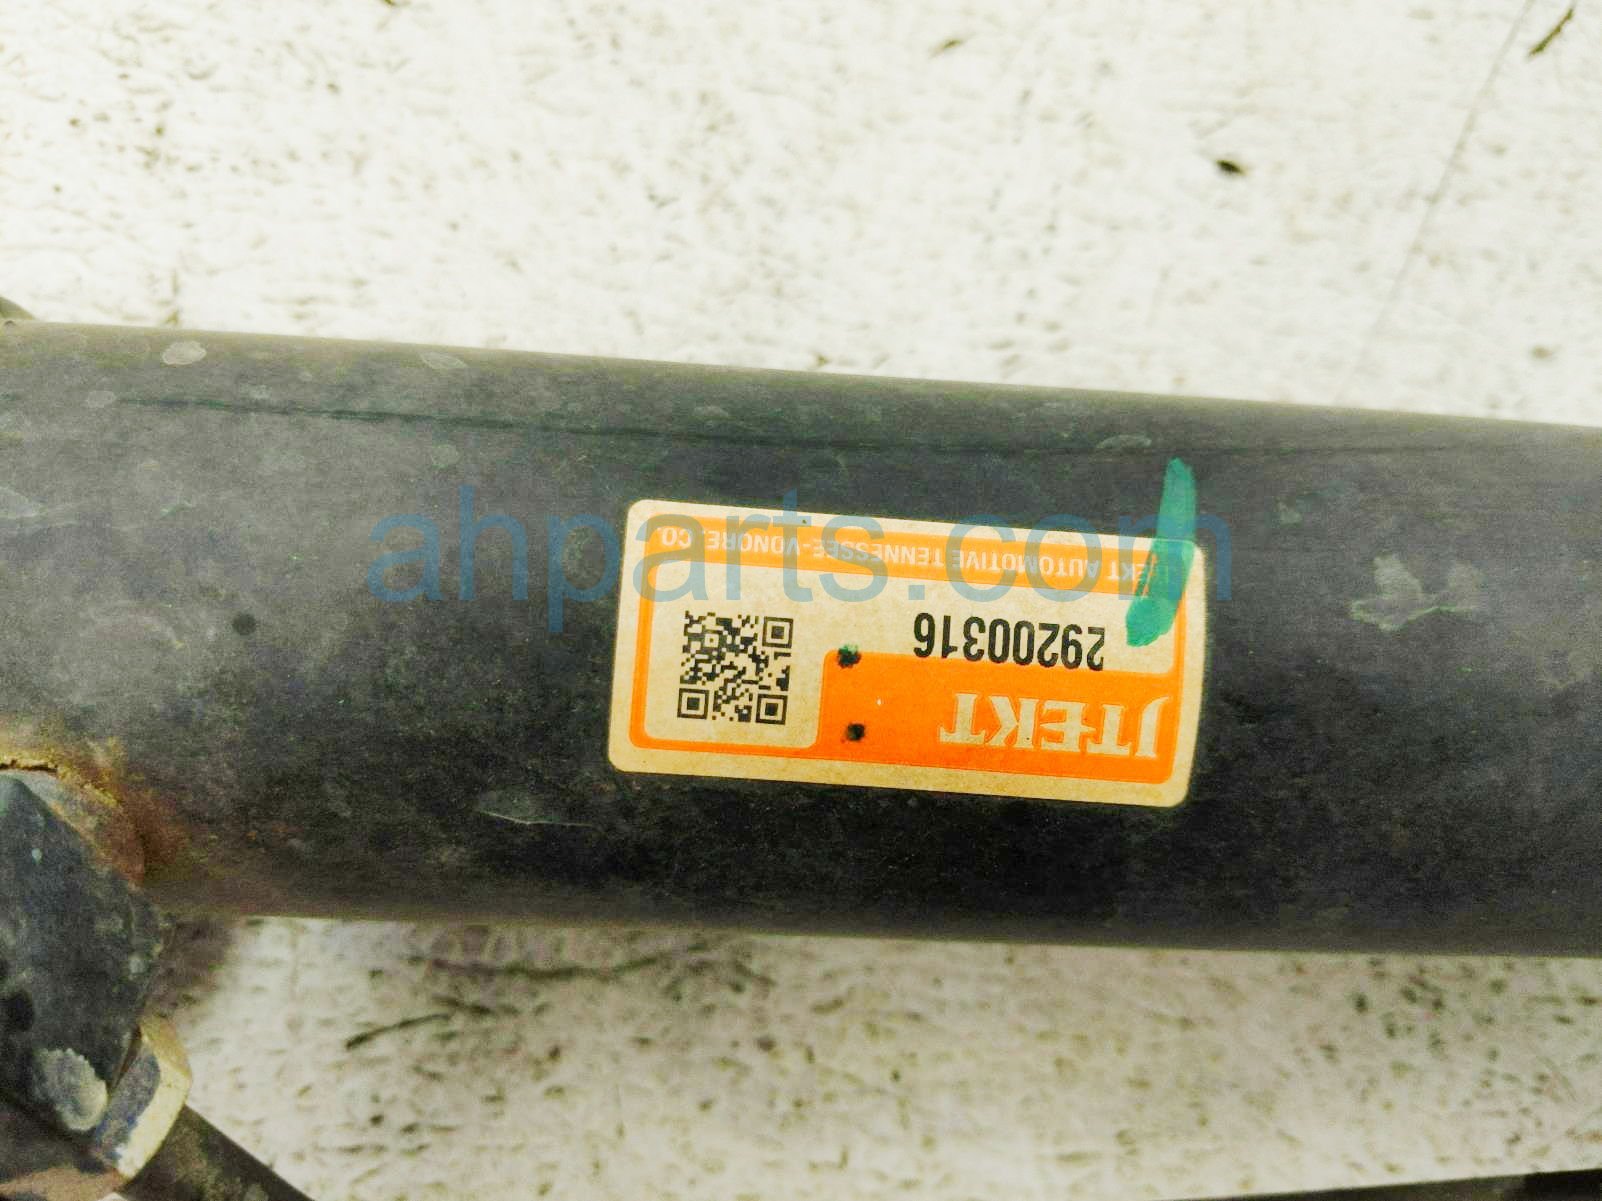 JTEKT
29200316
JTEKT AUTOMOTIVE TENNESSEE-VONORE, CO.
ahparts.com